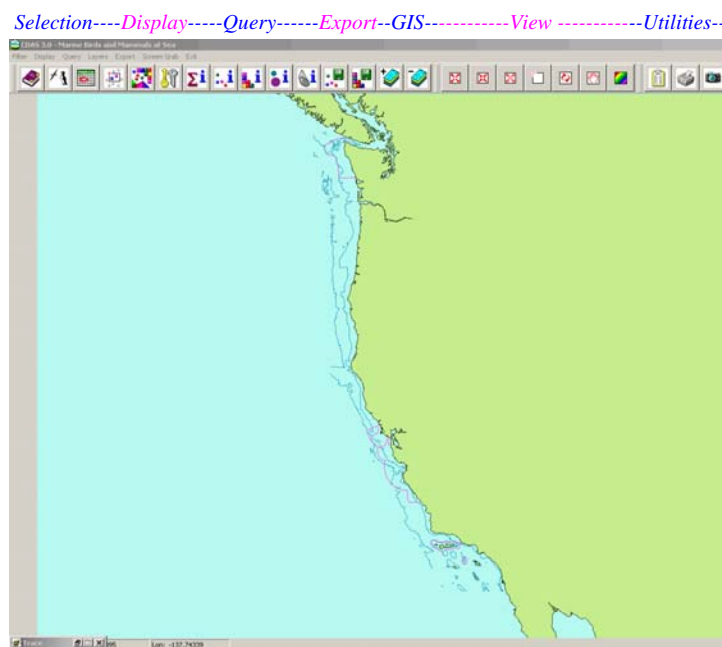 Selection----Display-----Query------Export--GIS-----------View ------------Utilities--
CDAS 3.0 - Marine Birds and Mammals at Sea
Filter Display Query Layers Export Screen Grab Exit
Trace Lon: -137.74339